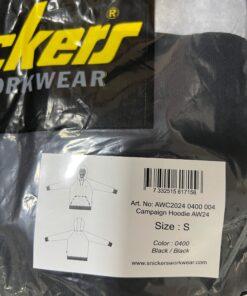 ®
ckers
ORKWEAR
7 332515 617156
Art. No: AWC2024 0400 004
Campaign Hoodie AW24
Size : S
Color : 0400
Black / Black
www.snickersworkwear.com